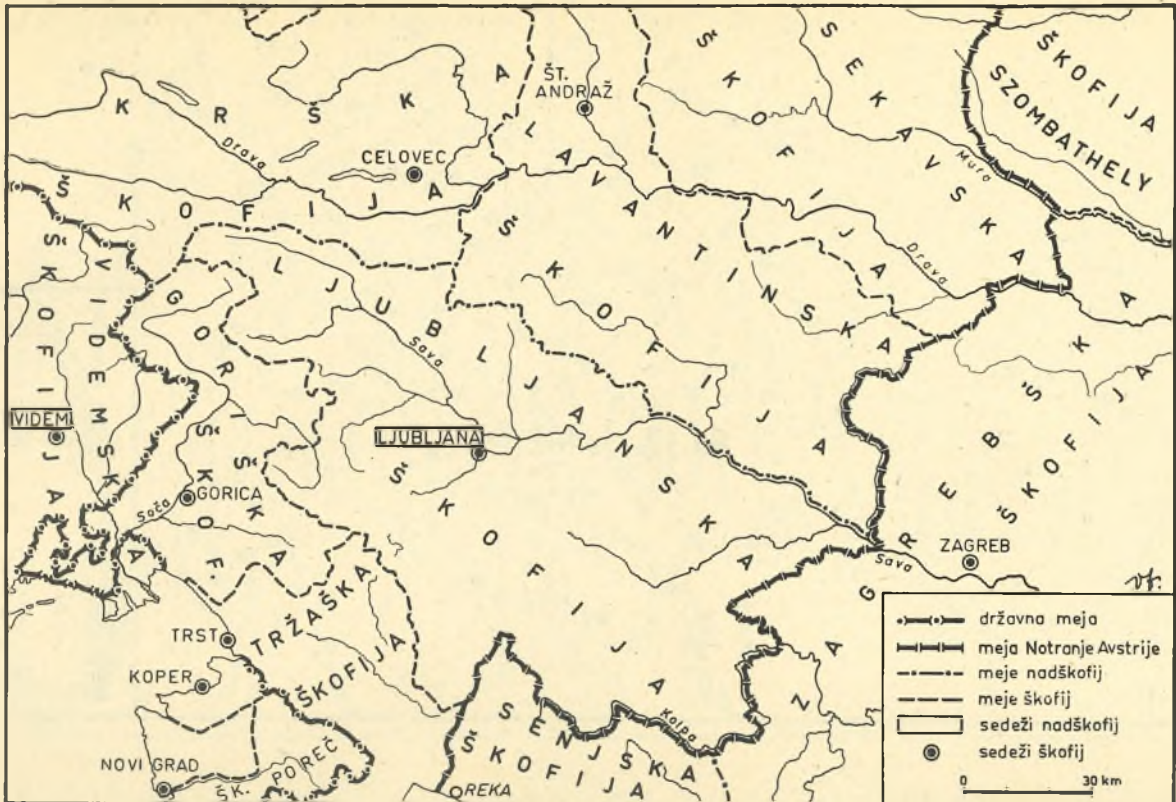 KRŠKA
ŠKOFIJA
ŠT.
ANDRAŽ
LAVANTINSKA
ŠKOFIJA
SEKAVSKA
ŠKOFIJA
ŠKOFIJA
SZOMBATHELY
Drava
CELOVEC
Mura
Drava
VIDEMSKA
ŠKOFIJA
VIDEM
GORIŠKA
ŠKOF.
Soča
GORICA
LJUBLJANSKA
ŠKOFIJA
Sava
LJUBLJANA
ZAGREBŠKA
ŠKOFIJA
ZAGREB
Sava
TRST
KOPER
NOVI GRAD
TRŽAŠKA
ŠKOFIJA
POREČ
ŠK.
SENJSKA
ŠKOFIJA
REKA
Kolpa
državna meja
meja Notranje Avstrije
meje nadškofij
meje škofij
sedeži nadškofij
sedeži škofij
0 30 km